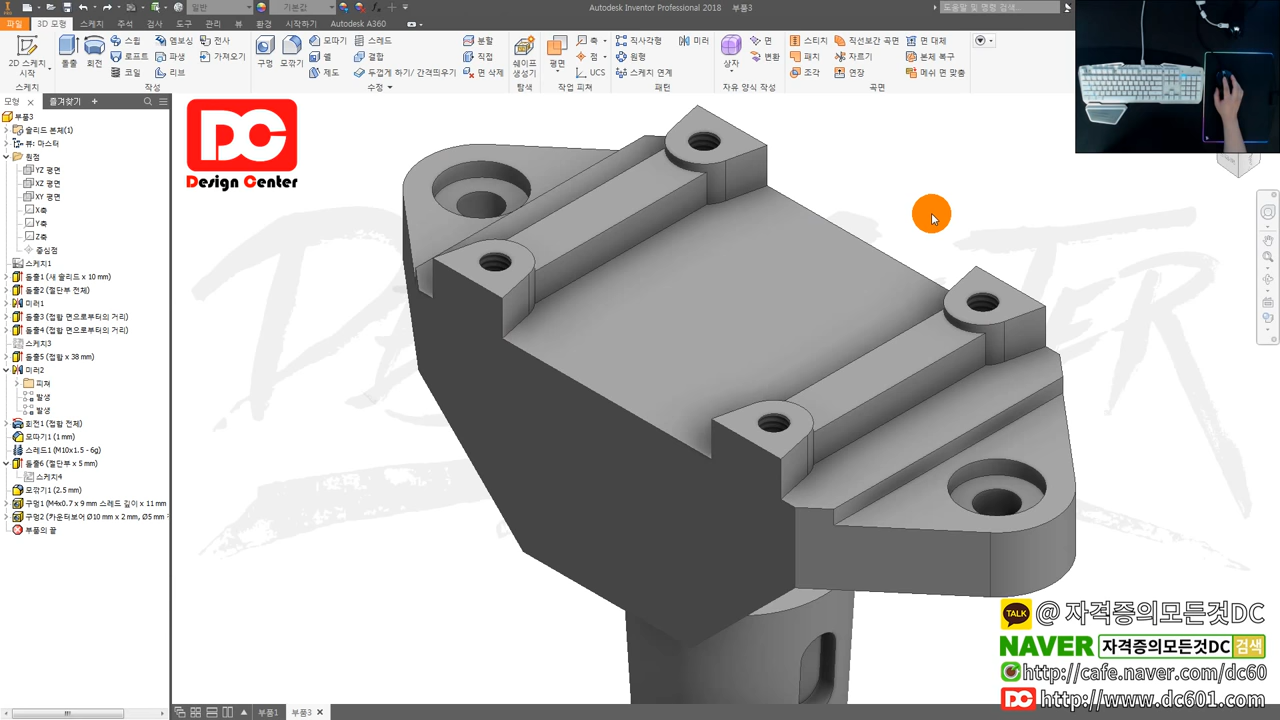 일반
기본값
Autodesk Inventor Professional 2018
부품3
도움말 및 명령 검색...
파일
3D 모형
스케치
검사
도구
관리
뷰
환경
시작하기
Autodesk A360
2D 스케치
시작
돌출
회전
스윕
로프트
코일
엠보싱
파생
리브
전사
가져오기
구멍
모깎기
모따기
쉘
제도
스레드
결합
두껍게 하기/간격띄우기
분할
직접
면 삭제
쉐이프
생성기
평면
축
점
UCS
직사각형
원형
스케치 연계
미러
상자
면
변환
스티치
패치
조각
직선보간 곡면
자르기
연장
면 대체
본체 복구
메쉬 면 맞춤
스케치
작성
수정
탐색
작업 피쳐
패턴
자유 양식 작성
곡면
모형
즐겨찾기
부품3
솔리드 본체(1)
뷰: 마스터
원점
YZ 평면
XZ 평면
XY 평면
X축
Y축
Z축
중심점
스케치1
돌출1 (새 솔리드 x 10 mm)
돌출2 (절단부 전체)
미러1
돌출3 (접합 면으로부터의 거리)
돌출4 (접합 면으로부터의 거리)
스케치3
돌출5 (접합 x 38 mm)
미러2
피쳐
발생
발생
회전1 (접합 전체)
모따기1 (1 mm)
스레드1 (M10x1.5 - 6g)
돌출6 (절단부 x 5 mm)
스케치4
모깎기1 (2.5 mm)
구멍1 (M4x0.7 x 9 mm 스레드 깊이 x 11 mm
구멍2 (카운터보어 Ø10 mm x 2 mm, Ø5 mm
부품의 끝
DC
Design Center
TALK
@ 자격증의모든것DC
NAVER 자격증의모든것DC 검색
http://cafe.naver.com/dc60
DC http://www.dc601.com
부품1
부품3